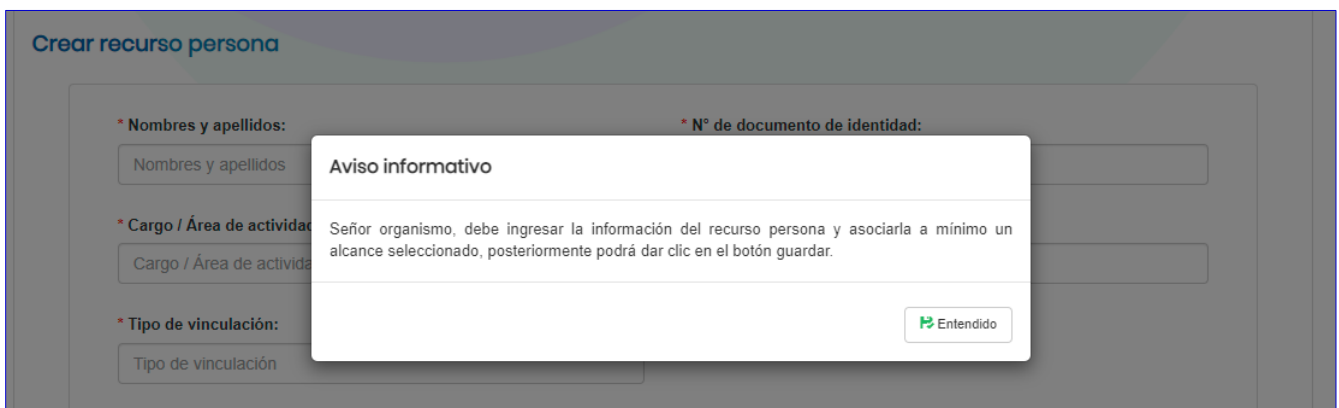 Crear recurso persona
* Nombres y apellidos:
* N° de documento de identidad:
Nombres y apellidos
Aviso informativo
* Cargo / Área de actividad
Señor organismo, debe ingresar la información del recurso persona y asociarla a mínimo un
alcance seleccionado, posteriormente podrá dar clic en el botón guardar.
Cargo / Área de activida
* Tipo de vinculación:
Entendido
Tipo de vinculación